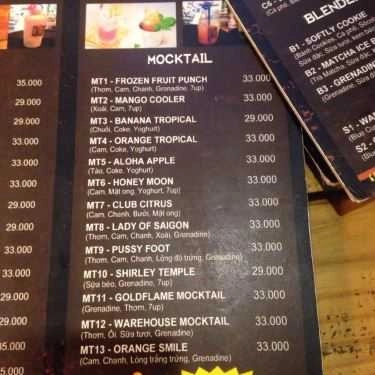 MOCKTAIL
35.000
29.000
29.000
33.000
33.000
33.000
33.000
33.000
33.000
MT1 - FROZEN FRUIT PUNCH 33.000
(Thơm, Cam, Chanh, Grenadine, 7up)
MT2 - MANGO COOLER 29.000
(Xoài, Cam, 7up)
MT3 - BANANA TROPICAL 29.000
(Chuối, Coke, Yoghurt)
MT4 - ORANGE TROPICAL 33.000
(Cam, Coke, Yoghurt)
MT5 - ALOHA APPLE 33.000
(Táo, Coke, Yoghurt)
MT6 - HONEY MOON 33.000
(Cam, Mật ong, Yoghurt, 7up)
MT7 - CLUB CITRUS 33.000
(Cam, Chanh, Bưởi, Mật ong)
MT8 - LADY OF SAIGON 33.000
(Thơm, Cam, Chanh, Xoài, Grenadine)
MT9 - PUSSY FOOT 33.000
(Thơm, Cam, Chanh, Lòng đỏ trứng, Grenadine)
MT10 - SHIRLEY TEMPLE 29.000
(Sữa béo, Grenadine, 7up)
MT11 - GOLDFLAME MOCKTAIL 33.000
(Grenadine, Thơm, 7up)
MT12 - WAREHOUSE MOCKTAIL 33.000
(Thơm, Ổi, Sữa tươi, Grenadine)
MT13 - ORANGE SMILE 33.000
(Cam, Chanh, Lòng trắng trứng, Grenadine)
BLENDE
B1 - SOFTLY COOKIE
B2 - MATCHA ICE B
B3 - GRENADIN
S1 - WA
(Blue C
S2 -